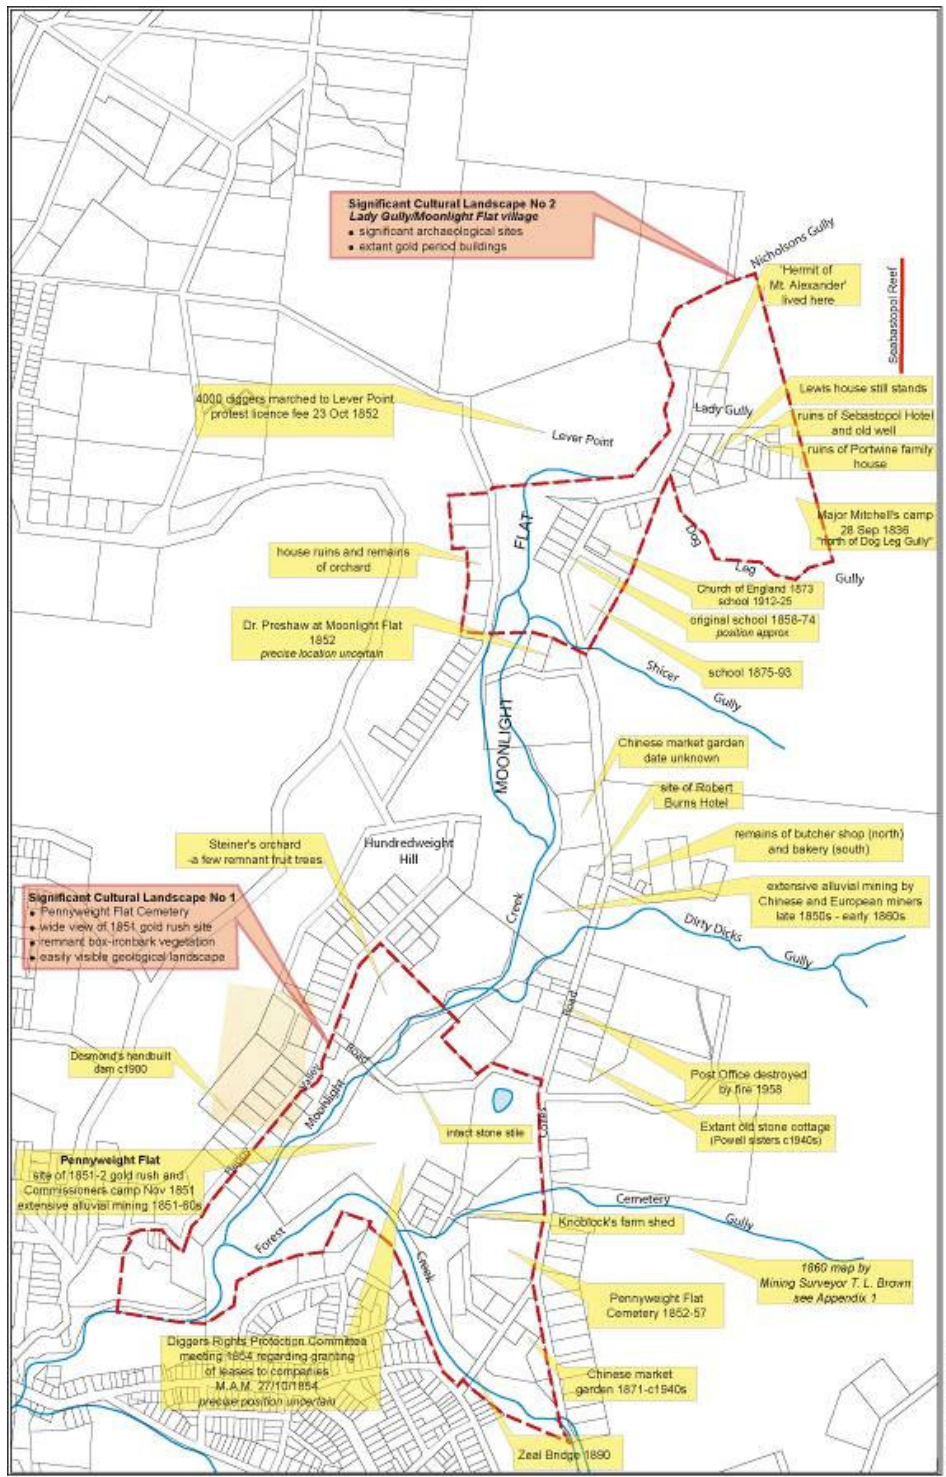 Significant Cultural Landscape No 2
Lady Gully/Moonlight Flat village
• significant archaeological sites
• extant gold period buildings
Nicholsons Gully
'Hermit of
Mt. Alexander'
lived here
Seabastopol Reef
4000 diggers marched to Lever Point
protest licence fee 23 Oct 1852
Lever Point
Lady Gully
Lewis house still stands
ruins of Sebastopol Hotel
and old well
ruins of Portwine family
house
Major Mitchell's camp
28 Sep 1836
"north of Dog Leg Gully"
FLAT
Dog
Leg
Gully
house ruins and remains
of orchard
Church of England 1873
school 1912-25
original school 1858-74
position approx
Dr. Preshaw at Moonlight Flat
1852
precise location uncertain
school 1875-93
Shicer
Gully
MOONLIGHT
Chinese market garden
date unknown
site of Robert
Burns Hotel
Steiner's orchard
-a few remnant fruit trees
Hundredweight
Hill
remains of butcher shop (north)
and bakery (south)
Significant Cultural Landscape No 1
• Pennyweight Flat Cemetery
• wide view of 1851 gold rush site
• remnant box-ironbark vegetation
• easily visible geological landscape
extensive alluvial mining by
Chinese and European miners
late 1850s - early 1860s
Creek
Dirty Dicks
Gully
Road
Desmond's handbuilt
dam c1900
Road
Valley
Moonlight
Post Office destroyed
by fire 1958
Extant old stone cottage
(Powell sisters c1940s)
intact stone stile
Pennyweight Flat
site of 1851-2 gold rush and
Commissioners camp Nov 1851
extensive alluvial mining 1851-60s
Forest
Creek
Cemetery
Gully
Knoblock's farm shed
1860 map by
Mining Surveyor T. L. Brown
see Appendix 1
Pennyweight Flat
Cemetery 1852-57
Diggers Rights Protection Committee
meeting 1854 regarding granting
of leases to companies
M.A.M. 27/10/1854
precise position uncertain
Chinese market
garden 1871-c1940s
Zeal Bridge 1890